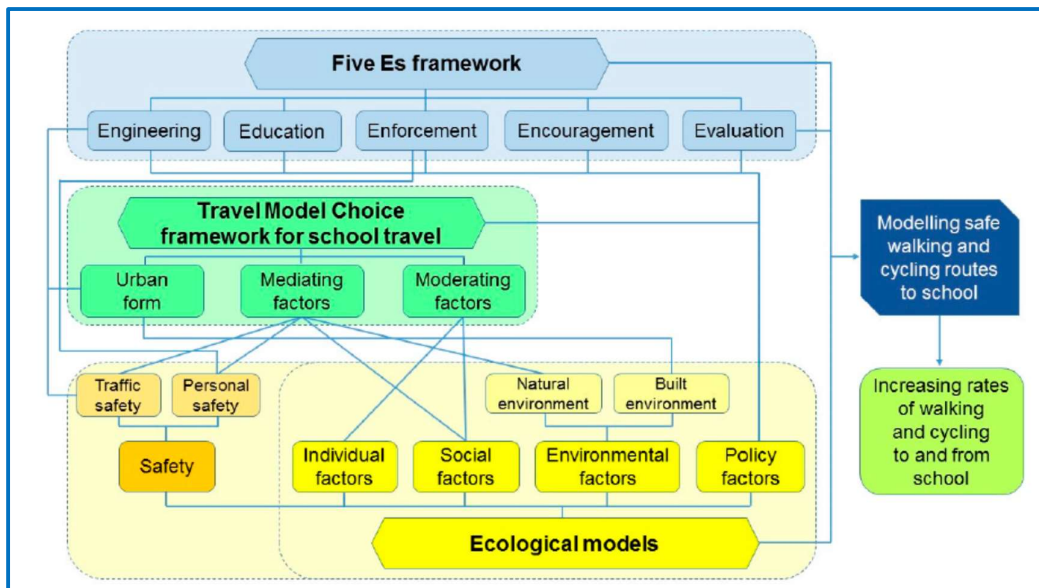 Five Es framework
Engineering
Education
Enforcement
Encouragement
Evaluation
Travel Model Choice
framework for school travel
Urban
form
Mediating
factors
Moderating
factors
Modelling safe
walking and
cycling routes
to school
Traffic
safety
Personal
safety
Natural
environment
Built
environment
Increasing rates
of walking
and cycling
to and from
school
Safety
Individual
factors
Social
factors
Environmental
factors
Policy
factors
Ecological models